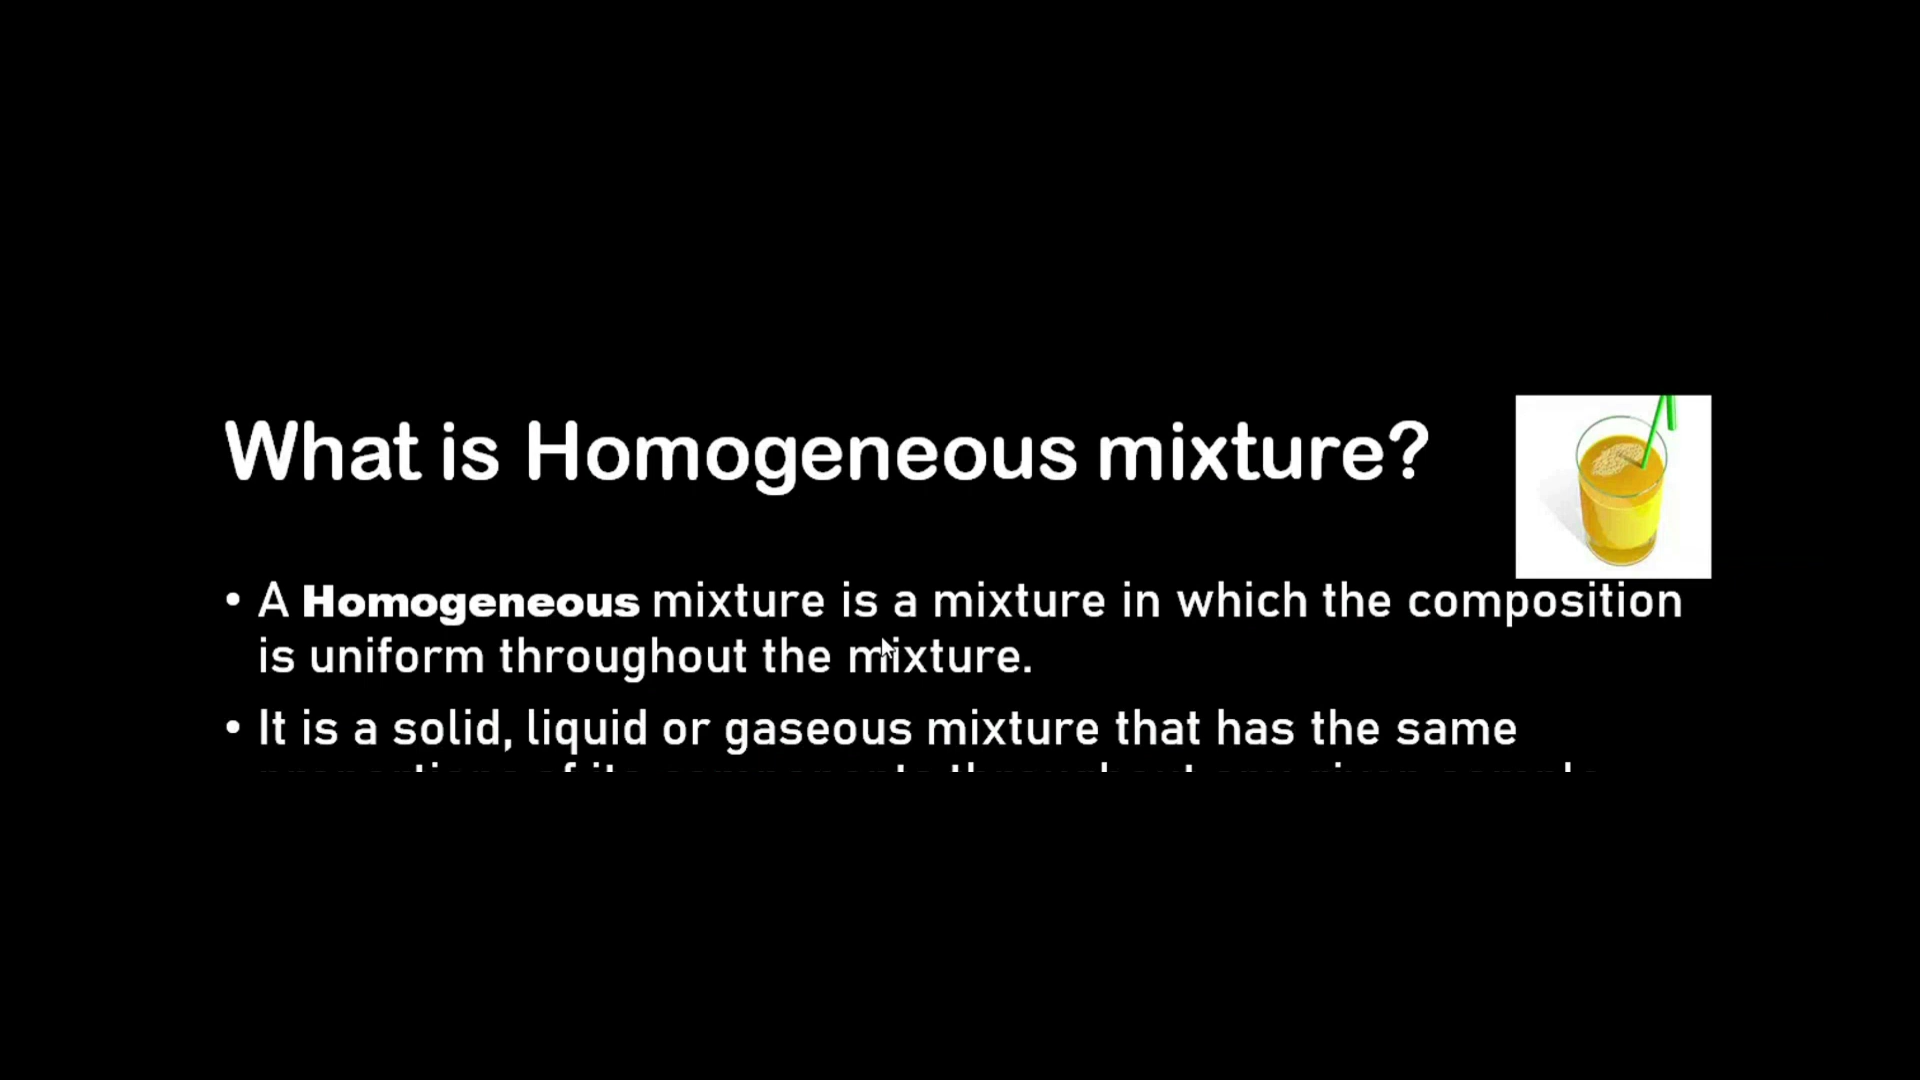 What is Homogeneous mixture?
• A Homogeneous mixture is a mixture in which the composition
is uniform throughout the mixture.
• It is a solid, liquid or gaseous mixture that has the same